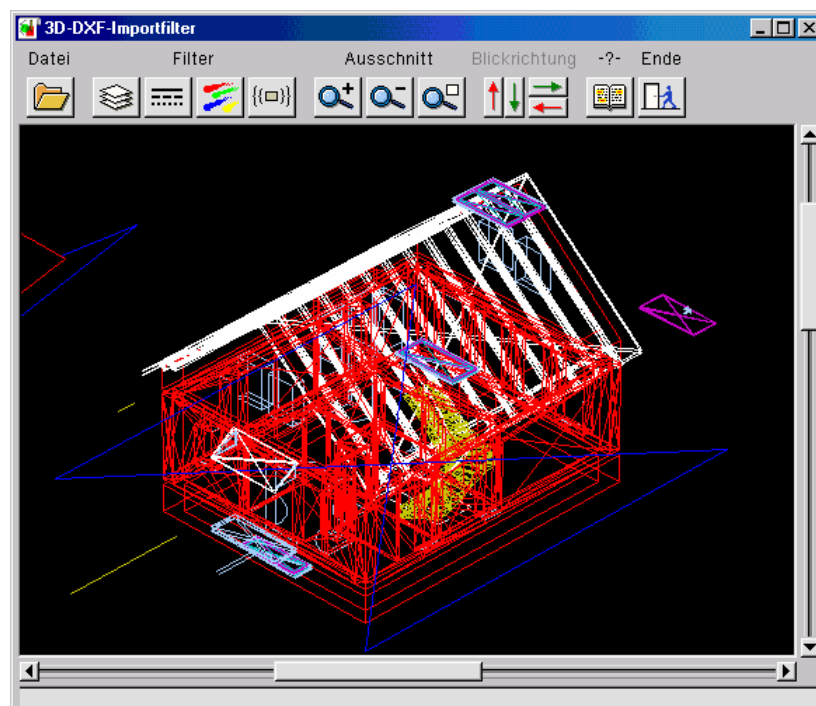 3D-DXF-Importfilter
Datei Filter Ausschnitt Blickrichtung -?- Ende